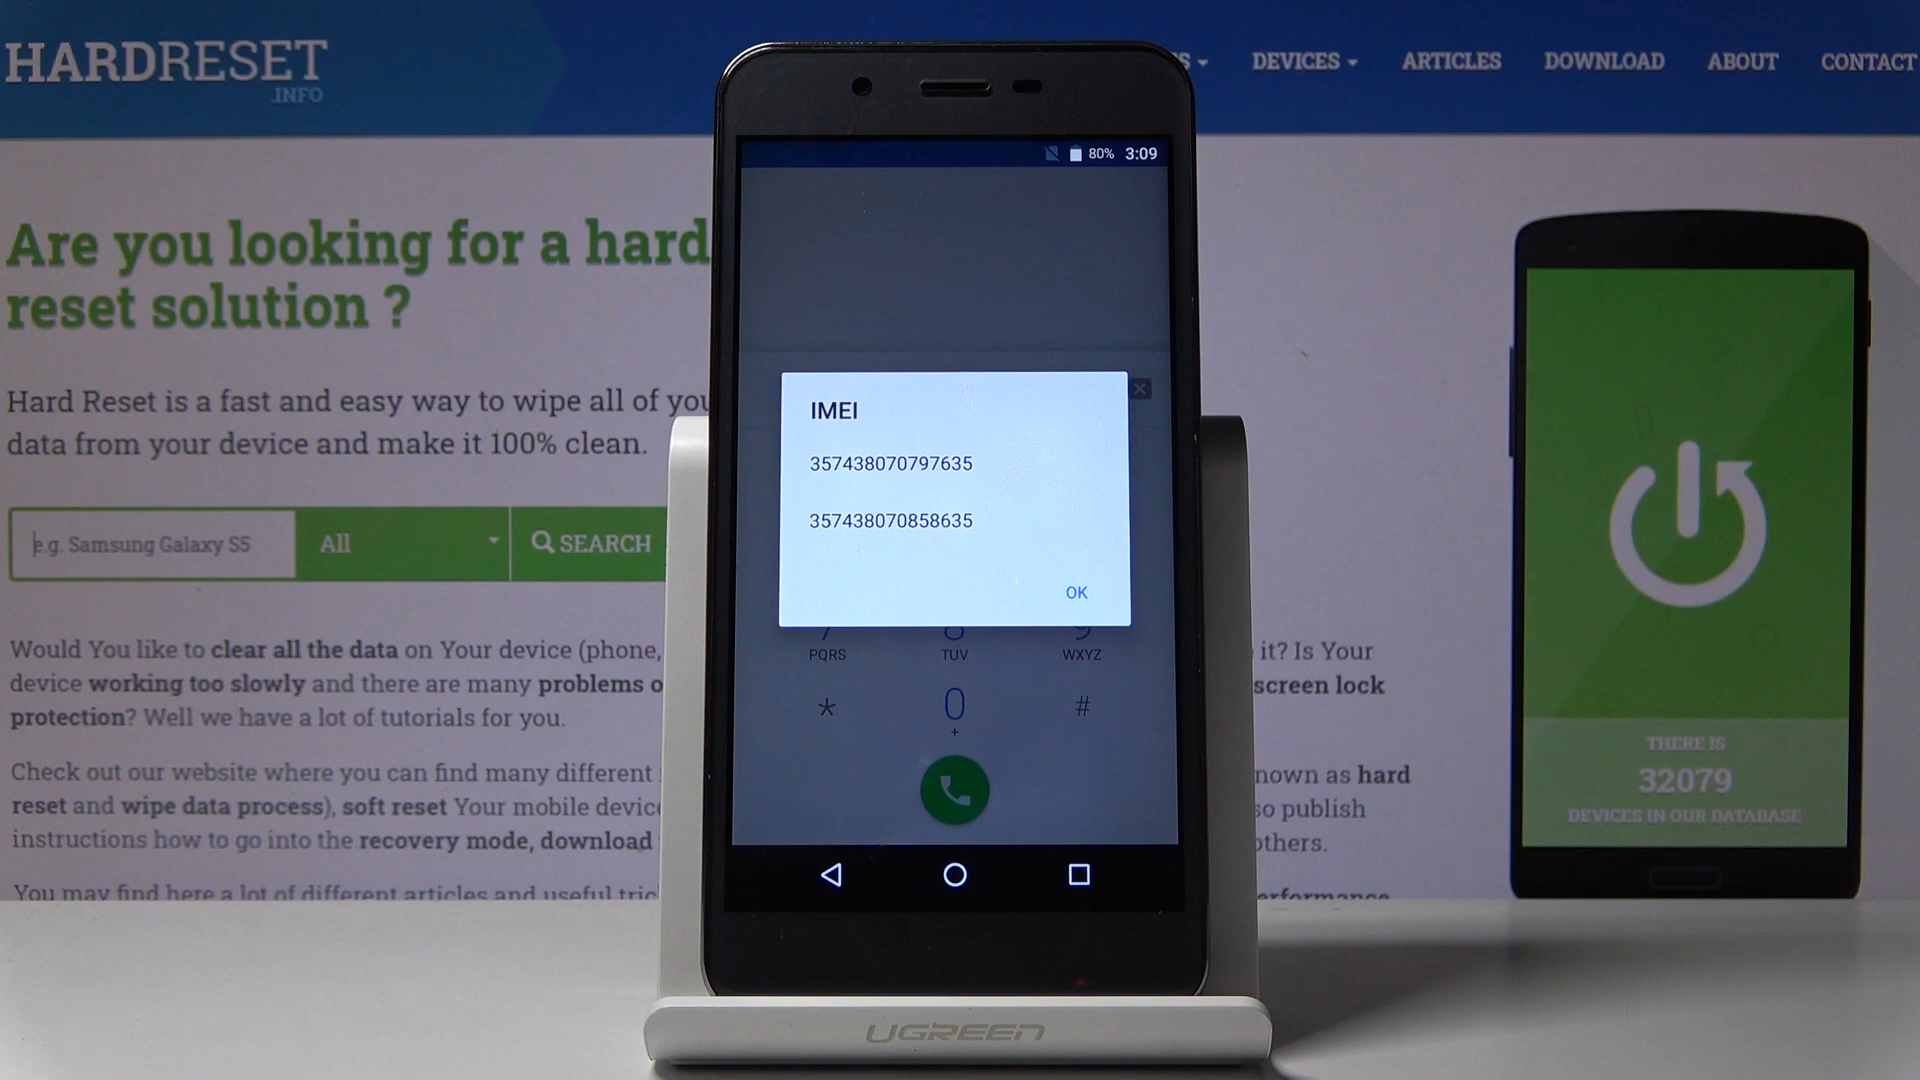 HARDRESET
.INFO
S
DEVICES
ARTICLES
DOWNLOAD
ABOUT
CONTACT
80% 3:09
Are you looking for a hard
reset solution ?
Hard Reset is a fast and easy way to wipe all of you
data from your device and make it 100% clean.
e.g. Samsung Galaxy S5
All
SEARCH
Would You like to clear all the data on Your device (phone,
device working too slowly and there are many problems o
protection? Well we have a lot of tutorials for you.
Check out our website where you can find many different
reset and wipe data process), soft reset Your mobile device
instructions how to go into the recovery mode, download
You may find here a lot of different articles and useful tric
IMEI
357438070797635
357438070858635
OK
7 8 9
PQRS TUV WXYZ
* 0 #
+
it? Is Your
screen lock
nown as hard
so publish
others.
erformance
THERE IS
32079
DEVICES IN OUR DATABASE
UGREEN